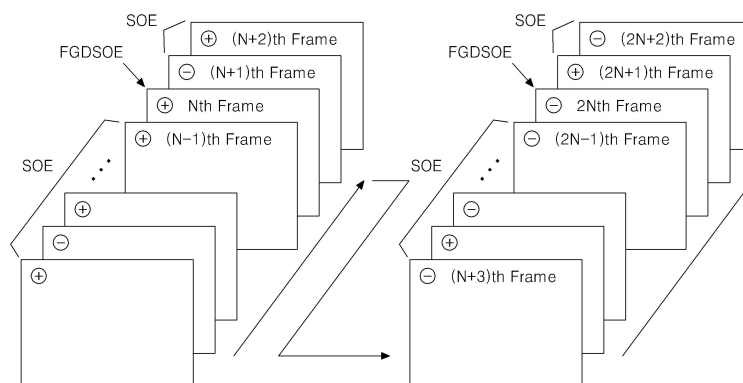 SOE
⊕ (N+2)th Frame
FGDSOE
⊖ (N+1)th Frame
⊕ Nth Frame
⊕ (N−1)th Frame
SOE
⊕
⊖
⊕
SOE
⊖ (2N+2)th Frame
FGDSOE
⊕ (2N+1)th Frame
⊖ 2Nth Frame
⊖ (2N−1)th Frame
SOE
⊖
⊕
⊖ (N+3)th Frame